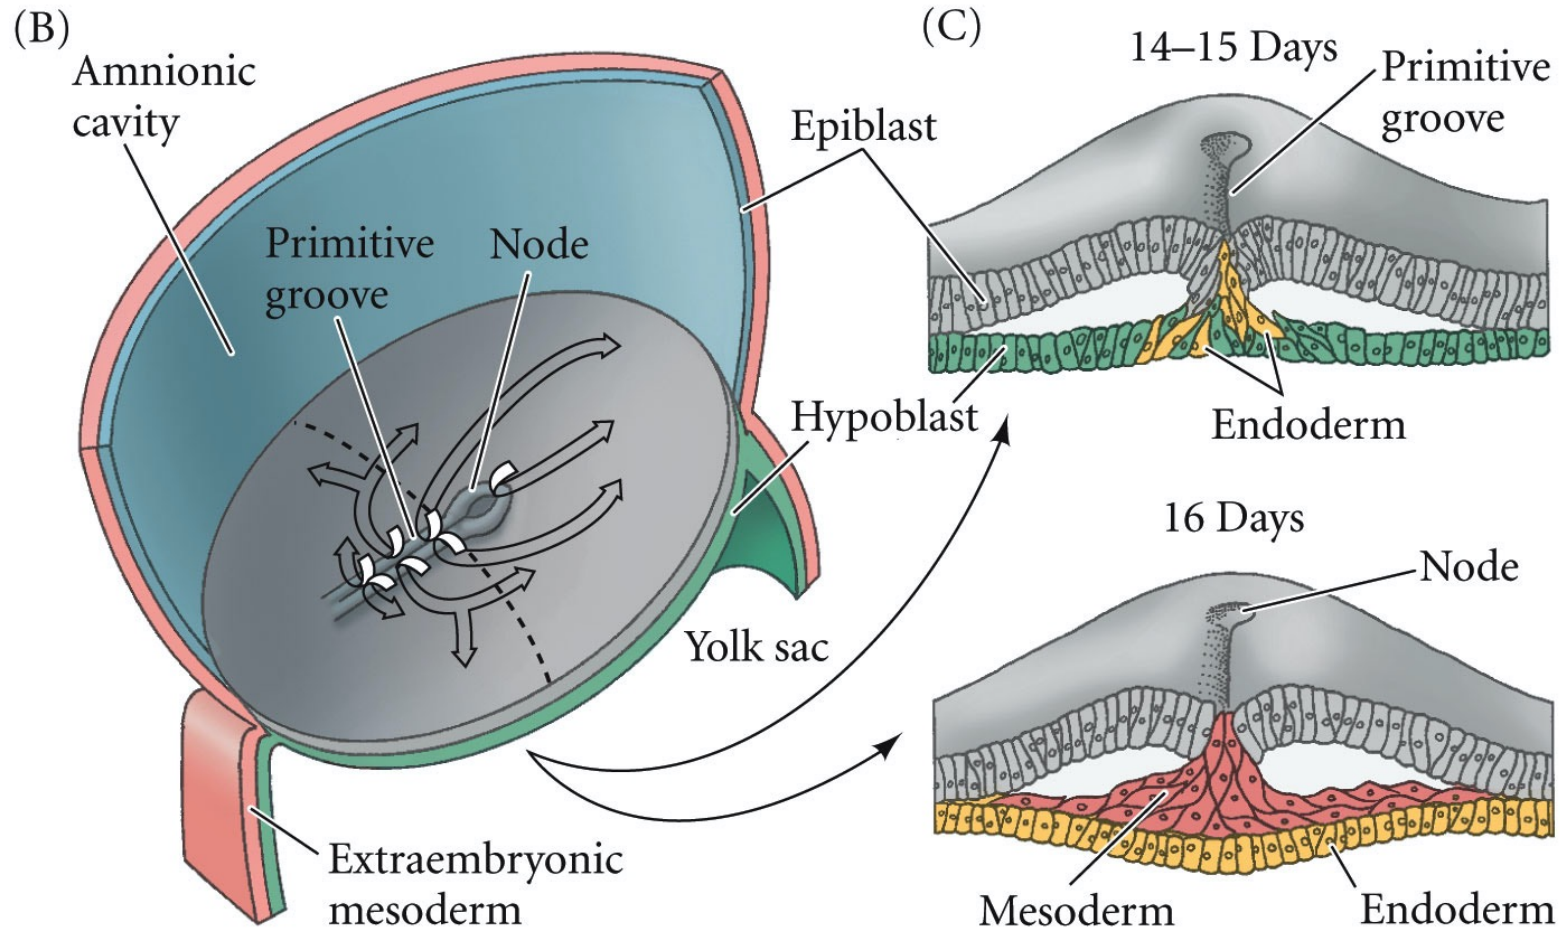 (B)
Amnionic
cavity
Primitive
groove
Node
Epiblast
Hypoblast
Yolk sac
Extraembryonic
mesoderm
(C)
14–15 Days
Primitive
groove
Endoderm
16 Days
Node
Mesoderm
Endoderm